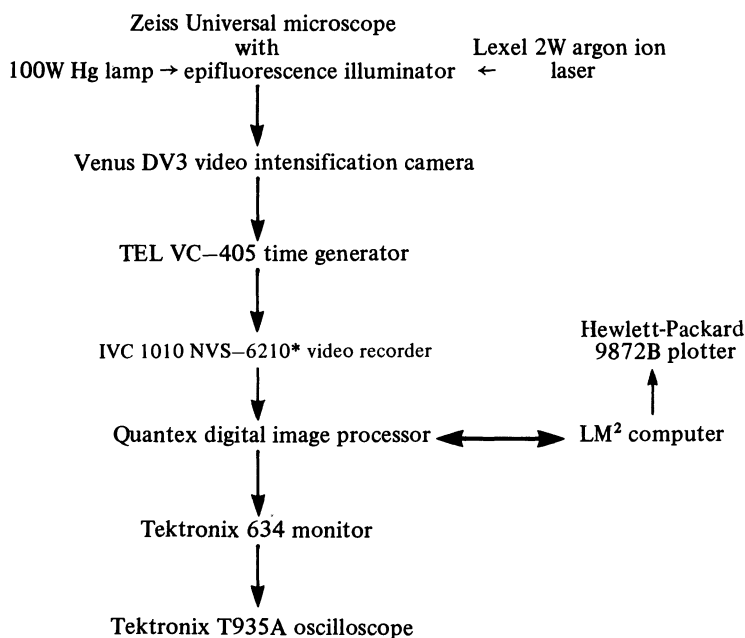 Zeiss Universal microscope
with
100W Hg lamp → epifluorescence illuminator ← Lexel 2W argon ion
laser
Venus DV3 video intensification camera
TEL VC—405 time generator
IVC 1010 NVS—6210* video recorder
Hewlett-Packard
9872B plotter
Quantex digital image processor
LM² computer
Tektronix 634 monitor
Tektronix T935A oscilloscope